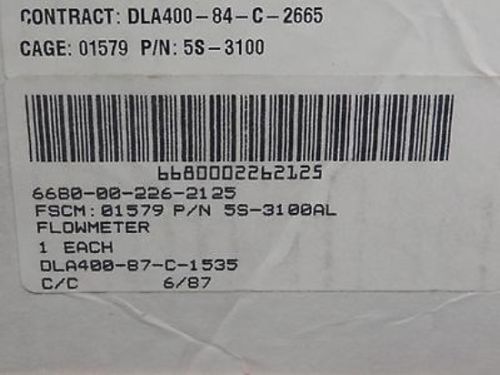 CONTRACT: DLA400-84-C-2665
CAGE: 01579 P/N: 5S-3100
6680002262125
6680-00-226-2125
FSCM: 01579 P/N 5S-3100AL
FLOWMETER
1 EACH
DLA400-87-C-1535
C/C 6/87